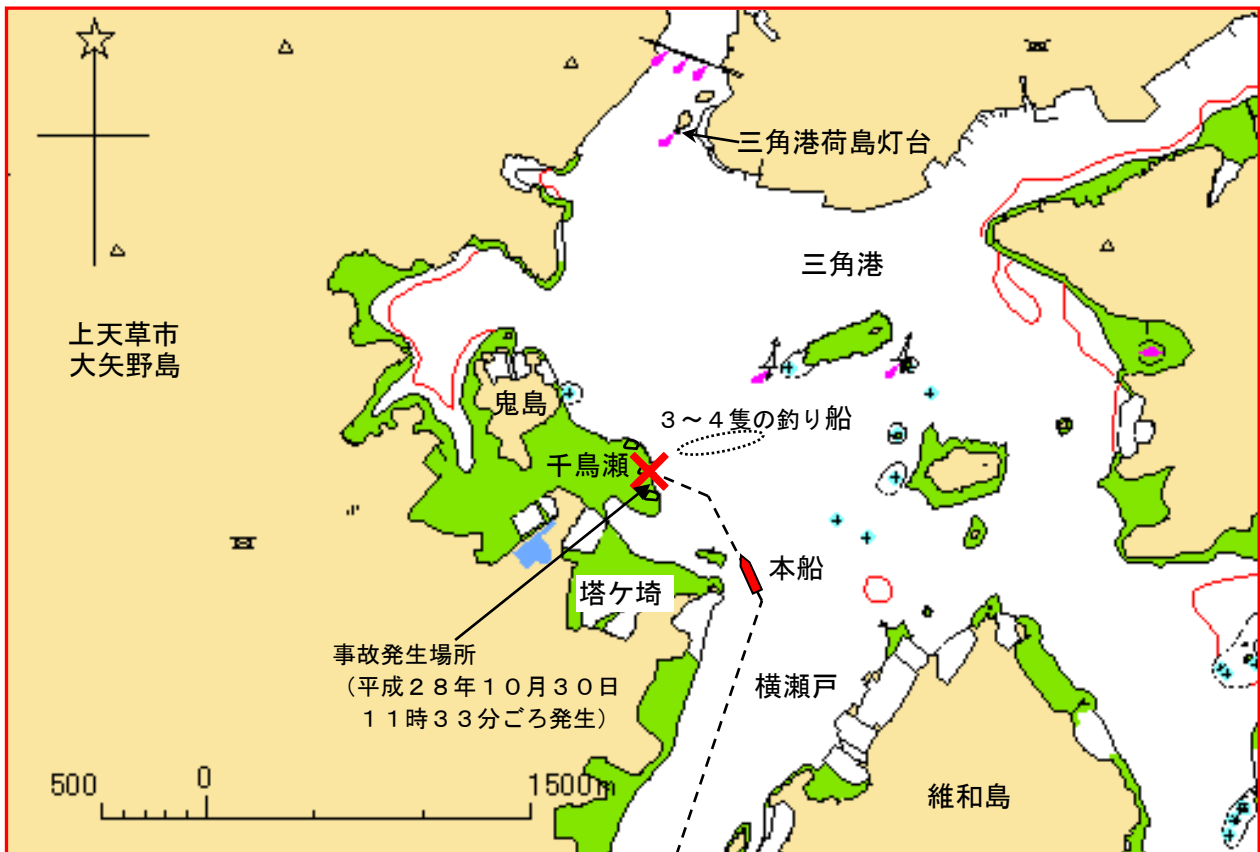 三角港荷島灯台
三角港
上天草市
大矢野島
鬼島
３～４隻の釣り船
千鳥瀬
本船
塔ケ埼
事故発生場所
（平成２８年１０月３０日
１１時３３分ごろ発生）
横瀬戸
維和島
500 0 1500m